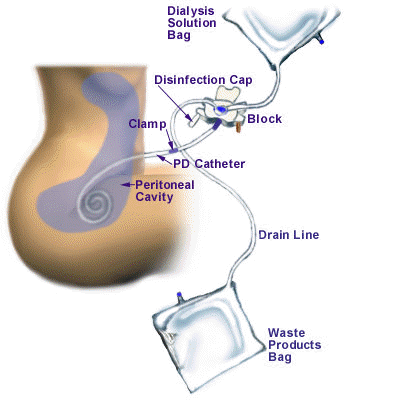 Dialysis
Solution
Bag
Disinfection Cap
Block
Clamp
PD Catheter
Peritoneal
Cavity
Drain Line
Waste
Products
Bag